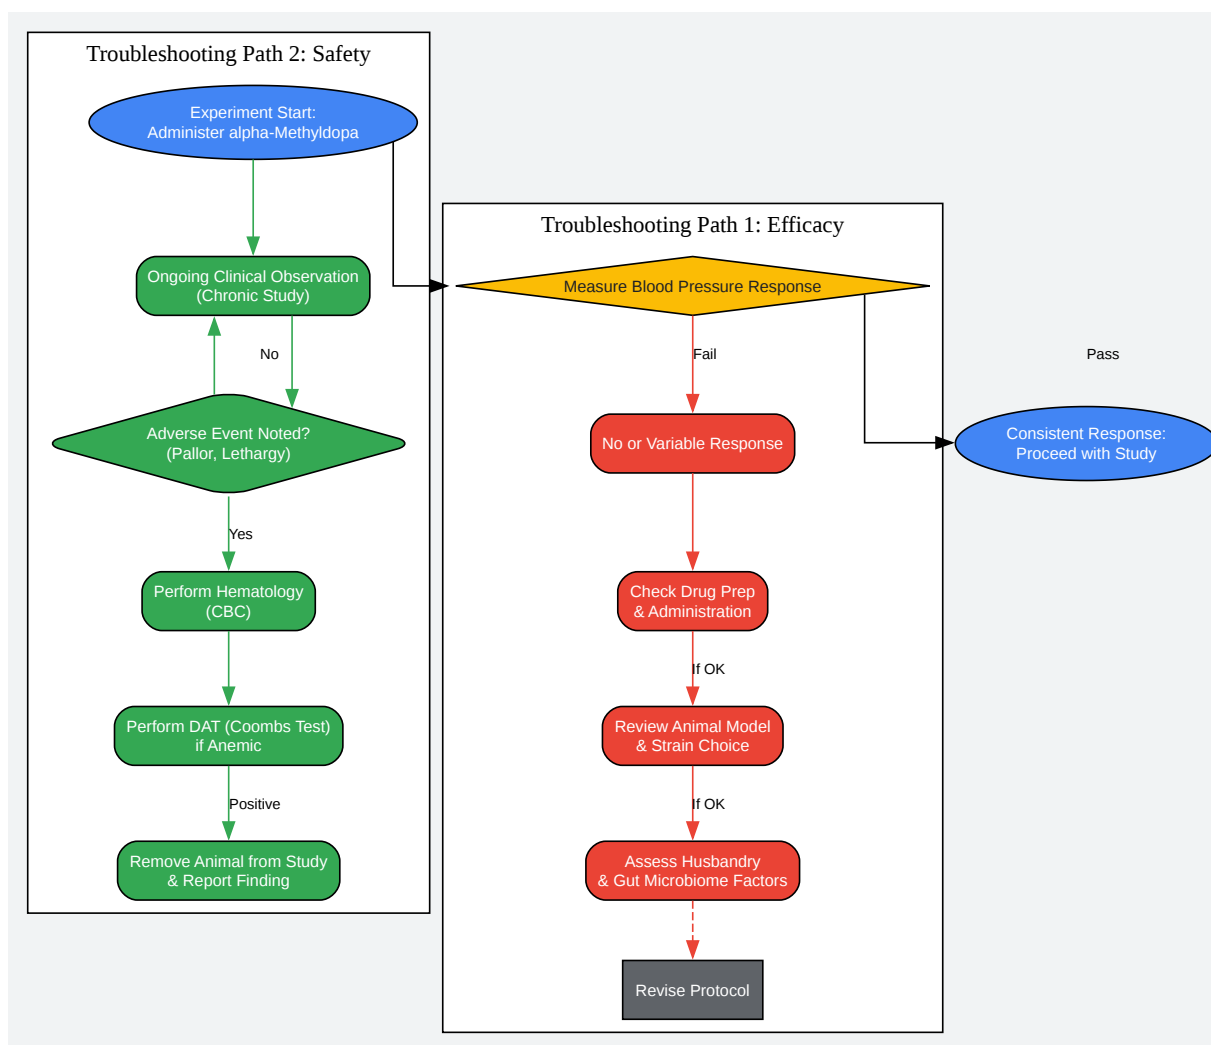 Troubleshooting Path 2: Safety
Experiment Start:
Administer alpha-Methyldopa
Ongoing Clinical Observation
(Chronic Study)
No
Adverse Event Noted?
(Pallor, Lethargy)
Yes
Perform Hematology
(CBC)
Perform DAT (Coombs Test)
if Anemic
Positive
Remove Animal from Study
& Report Finding
Troubleshooting Path 1: Efficacy
Measure Blood Pressure Response
Fail
No or Variable Response
Check Drug Prep
& Administration
If OK
Review Animal Model
& Strain Choice
If OK
Assess Husbandry
& Gut Microbiome Factors
Revise Protocol
Pass
Consistent Response:
Proceed with Study